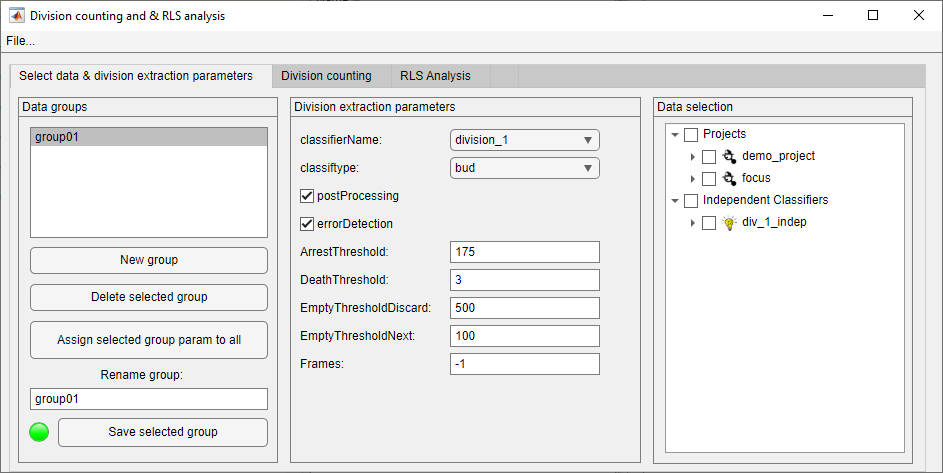 Division counting and & RLS analysis
File...
Select data & division extraction parameters
Division counting
RLS Analysis
Data groups
group01
New group
Delete selected group
Assign selected group param to all
Rename group:
group01
Save selected group
Division extraction parameters
classifierName:
division_1
classiftype:
bud
postProcessing
errorDetection
ArrestThreshold:
175
DeathThreshold:
3
EmptyThresholdDiscard:
500
EmptyThresholdNext:
100
Frames:
-1
Data selection
Projects
demo_project
focus
Independent Classifiers
div_1_indep